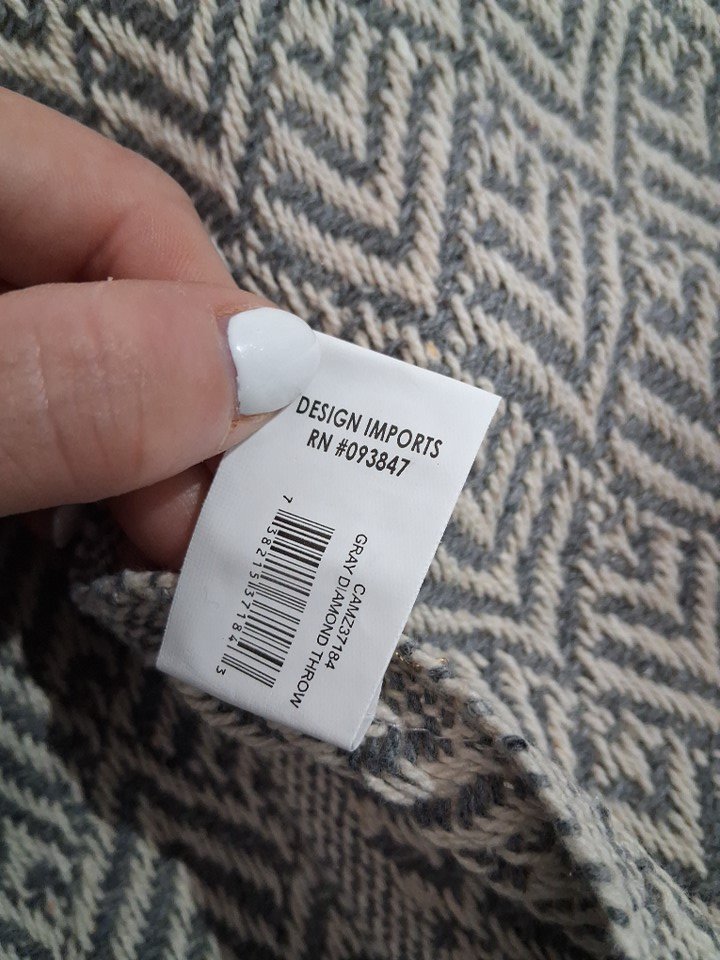 DESIGN IMPORTS
RN #093847
CAMZ37184
GRAY DIAMOND THROW
7 38215 37184 3